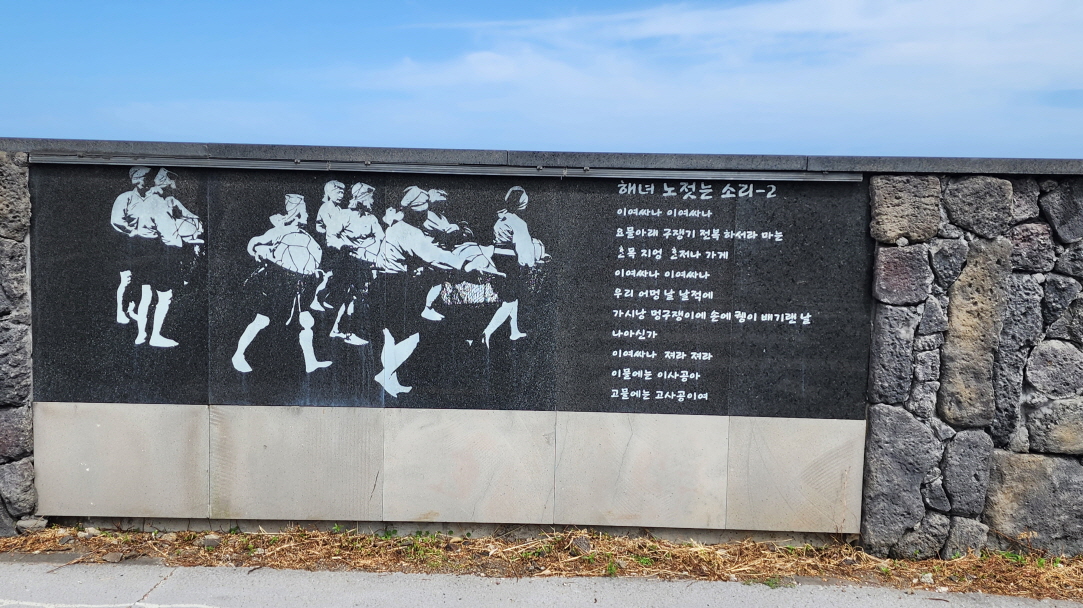 해녀 노젓는 소리-2
이여싸나 이여싸나
요물아래 구쟁기 전복 하서라 마는
흐목 지엉 흐저나 가게
이여싸나 이여싸나
우리 어멍 날 날적에
가시낭 멍구쟁이에 손에 궹이 배기랜 날
나아신가
이여싸나 져라 져라
이물에는 이사공아
고물에는 고사공이여